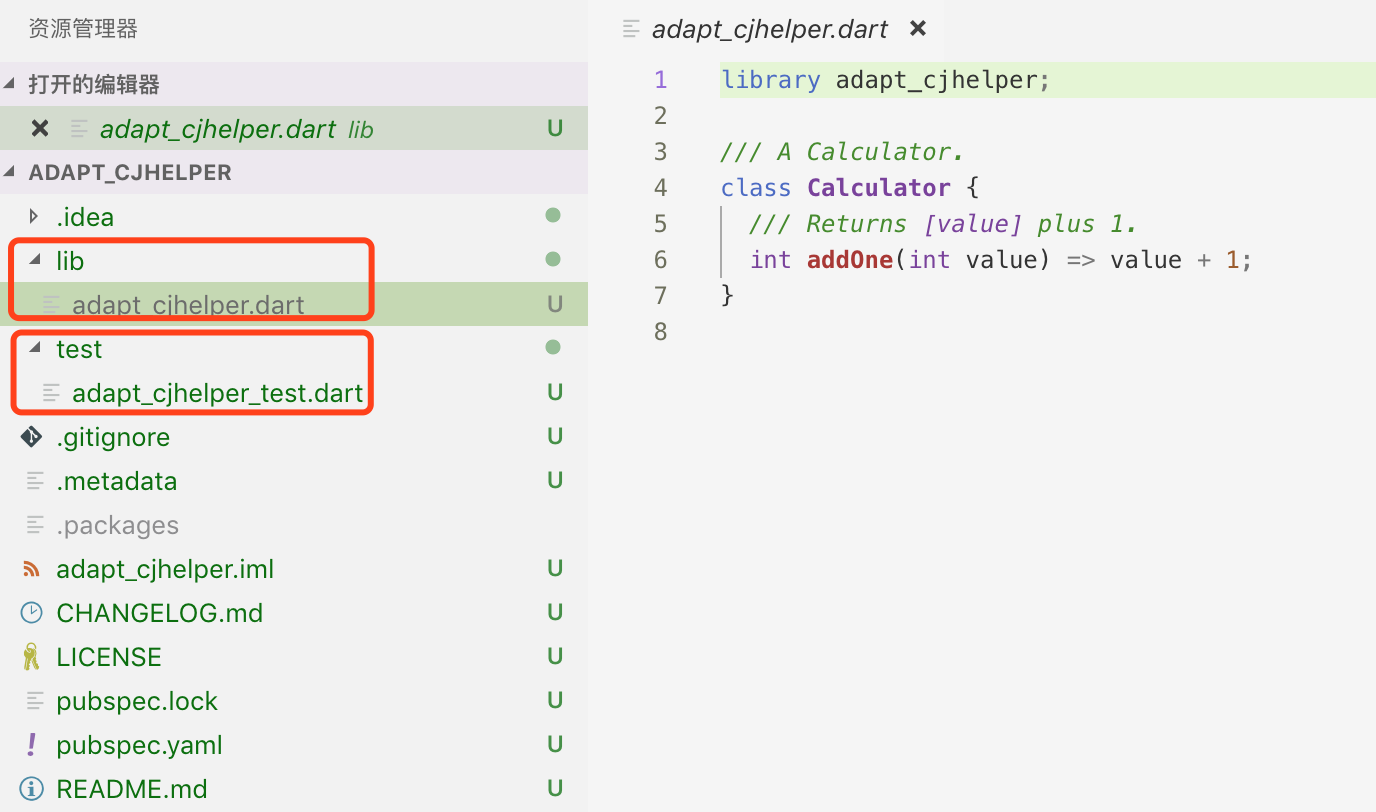 资源管理器
打开的编辑器
adapt_cjhelper.dart lib U
ADAPT_CJHELPER
.idea
lib
adapt_cjhelper.dart U
test
adapt_cjhelper_test.dart U
.gitignore U
.metadata U
.packages
adapt_cjhelper.iml U
CHANGELOG.md U
LICENSE U
pubspec.lock U
pubspec.yaml U
README.md U
adapt_cjhelper.dart
1 library adapt_cjhelper;
2
3 /// A Calculator.
4 class Calculator {
5 /// Returns [value] plus 1.
6 int addOne(int value) => value + 1;
7 }
8